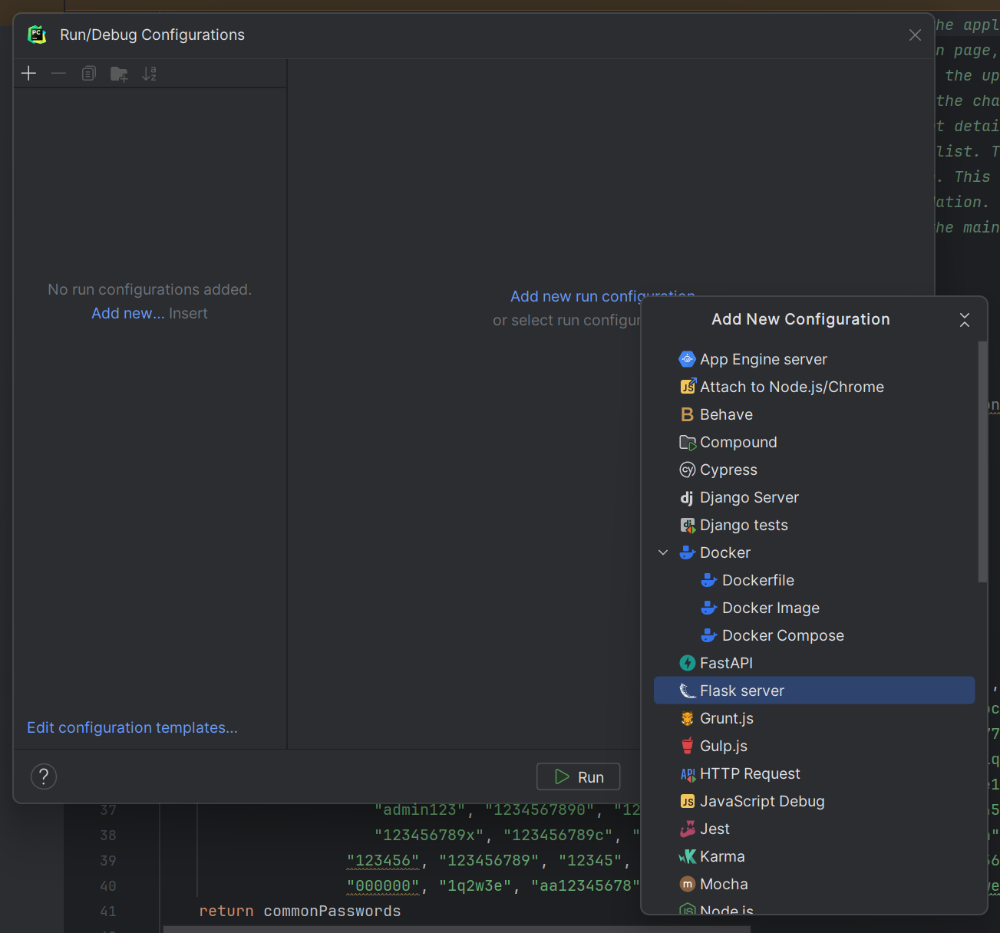 Run/Debug Configurations
he appl
n page,
the up
the cha
t detai
list. T
. This
ation.
he main
No run configurations added.
Add new... Insert
Add new run configuration
or select run configur
Add New Configuration
App Engine server
Attach to Node.js/Chrome
Behave
Compound
Cypress
Django Server
Django tests
Docker
Dockerfile
Docker Image
Docker Compose
FastAPI
Flask server
Grunt.js
Gulp.js
HTTP Request
JavaScript Debug
Jest
Karma
Mocha
Node.js
Edit configuration templates...
? Run
37 "admin123", "1234567890", "12
38 "123456789x", "123456789c", "
39 "123456", "123456789", "12345",
40 "000000", "1q2w3e", "aa12345678"
41 return commonPasswords